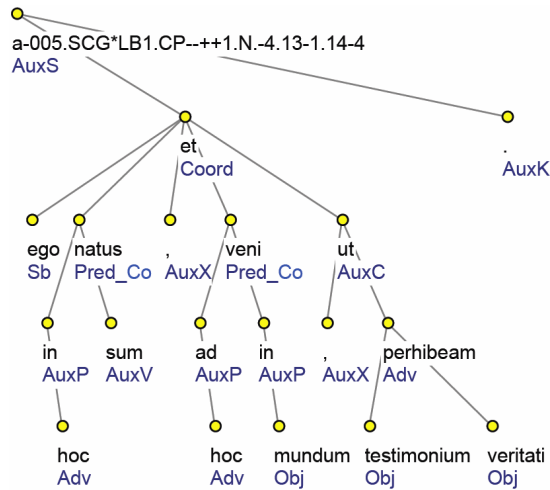 a-005.SCG*LB1.CP--++1.N.-4.13-1.14-4
AuxS
et .
Coord AuxK
ego natus , veni ut
Sb Pred_Co AuxX Pred_Co AuxC
in sum ad in , perhibeam
AuxP AuxV AuxP AuxP AuxX Adv
hoc hoc mundum testimonium veritati
Adv Adv Obj Obj Obj